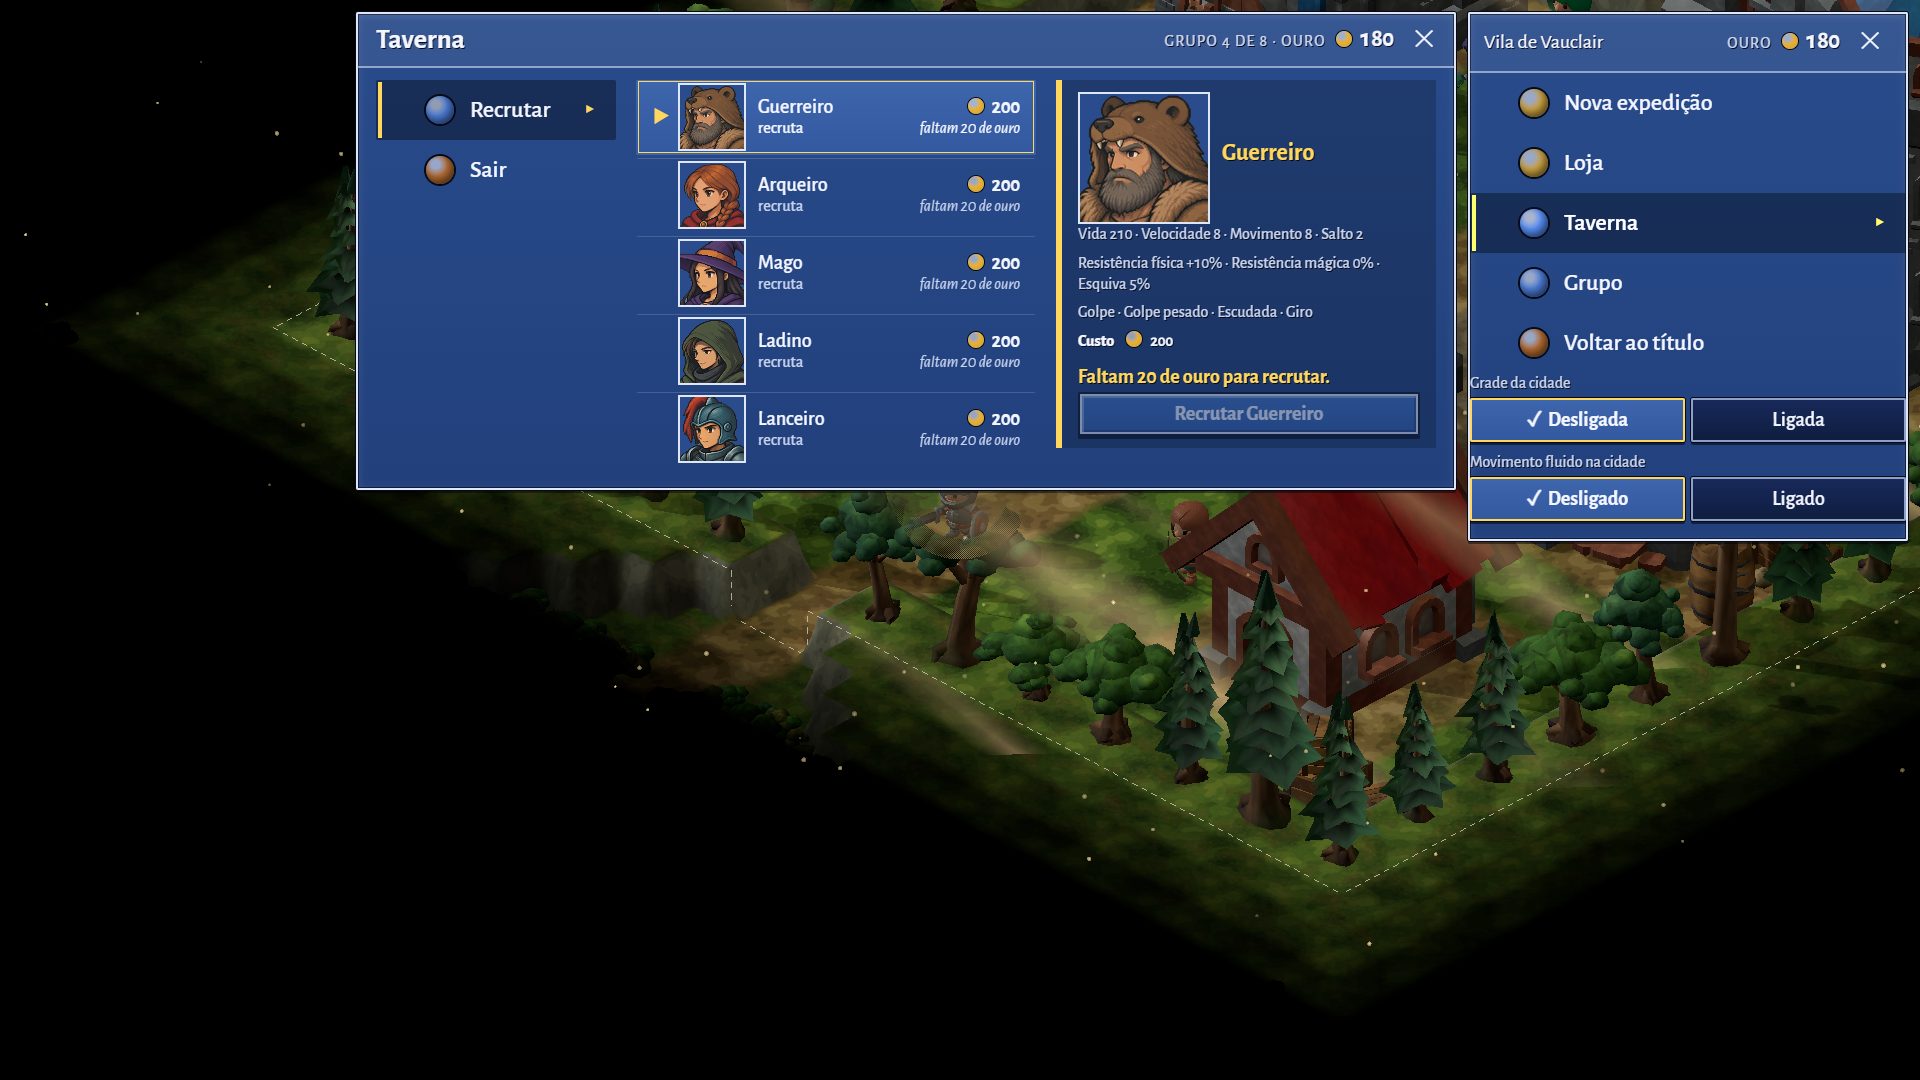 Taverna
GRUPO 4 DE 8 · OURO 180
Recrutar
Sair
Guerreiro 200
recruta faltam 20 de ouro
Arqueiro 200
recruta faltam 20 de ouro
Mago 200
recruta faltam 20 de ouro
Ladino 200
recruta faltam 20 de ouro
Lanceiro 200
recruta faltam 20 de ouro
Guerreiro
Vida 210 · Velocidade 8 · Movimento 8 · Salto 2
Resistência física +10% · Resistência mágica 0% ·
Esquiva 5%
Golpe · Golpe pesado · Escudada · Giro
Custo 200
Faltam 20 de ouro para recrutar.
Recrutar Guerreiro
Vila de Vauclair OURO 180
Nova expedição
Loja
Taverna
Grupo
Voltar ao título
Grade da cidade
✓ Desligada Ligada
Movimento fluido na cidade
✓ Desligado Ligado